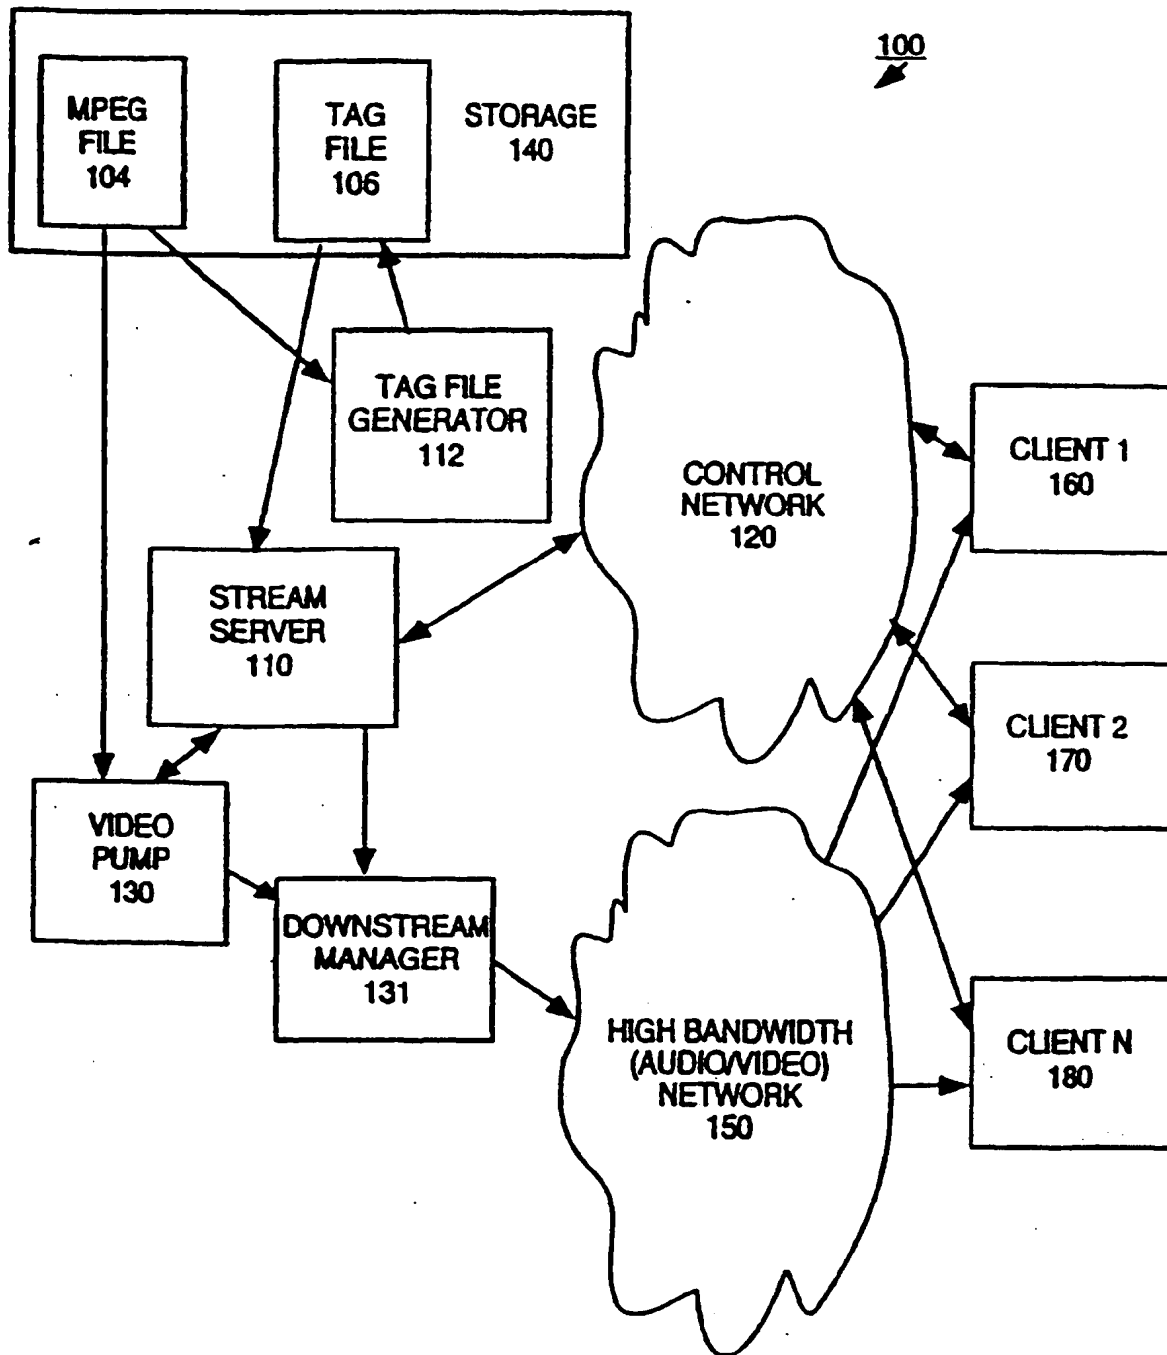 100
MPEG
FILE
104
TAG
FILE
106
STORAGE
140
TAG FILE
GENERATOR
112
CONTROL
NETWORK
120
CLIENT 1
160
STREAM
SERVER
110
CLIENT 2
170
VIDEO
PUMP
130
DOWNSTREAM
MANAGER
131
HIGH BANDWIDTH
(AUDIO/VIDEO)
NETWORK
150
CLIENT N
180